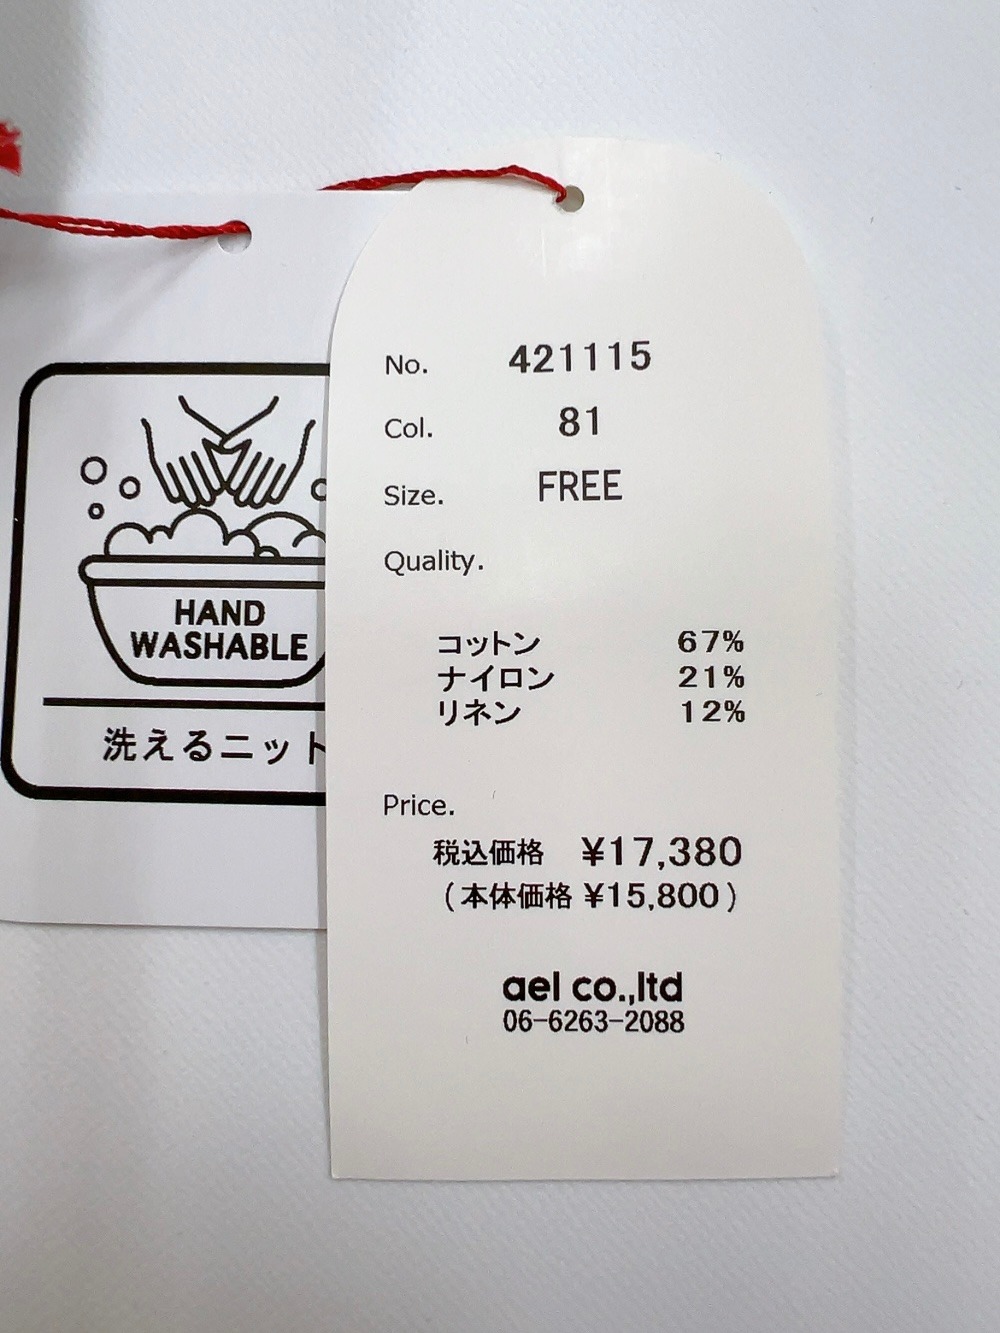 HAND
WASHABLE
洗えるニット
No. 421115
Col. 81
Size. FREE
Quality.
コットン 67%
ナイロン 21%
リネン 12%
Price.
税込価格 ¥17,380
(本体価格 ¥15,800)
ael co.,ltd
06-6263-2088